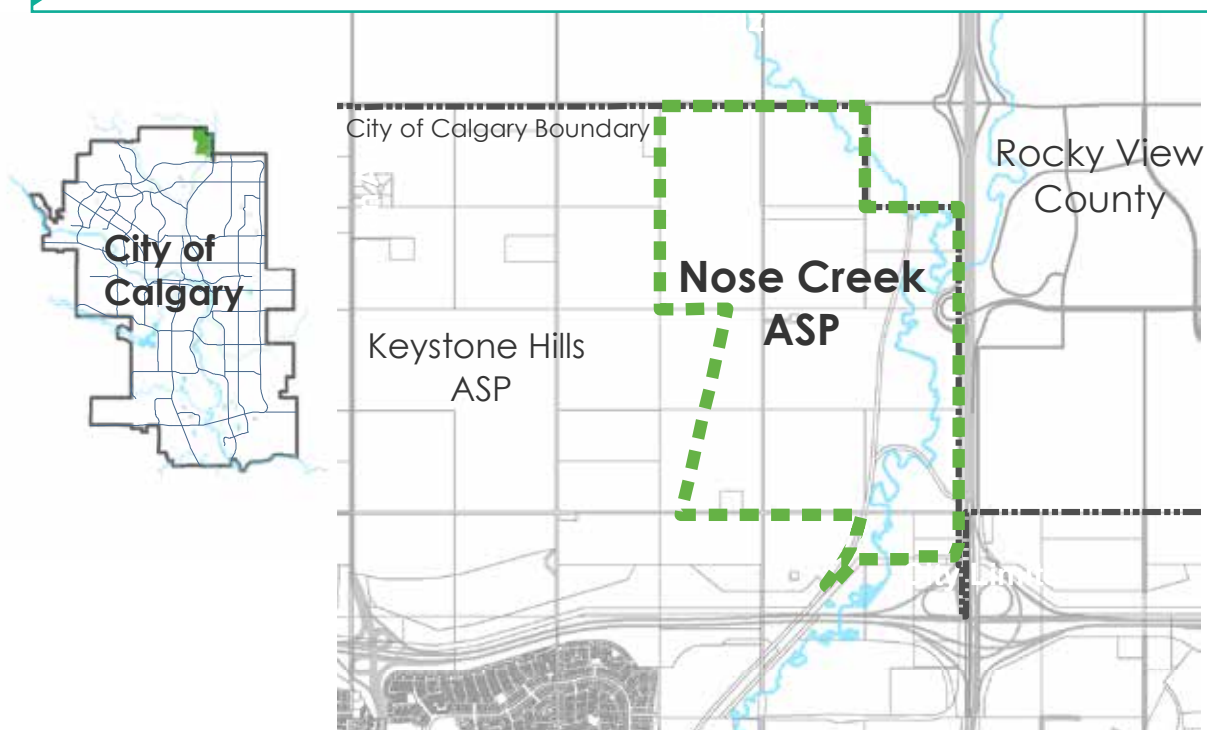 City of
Calgary
City of Calgary Boundary
Rocky View
County
Nose Creek
ASP
Keystone Hills
ASP